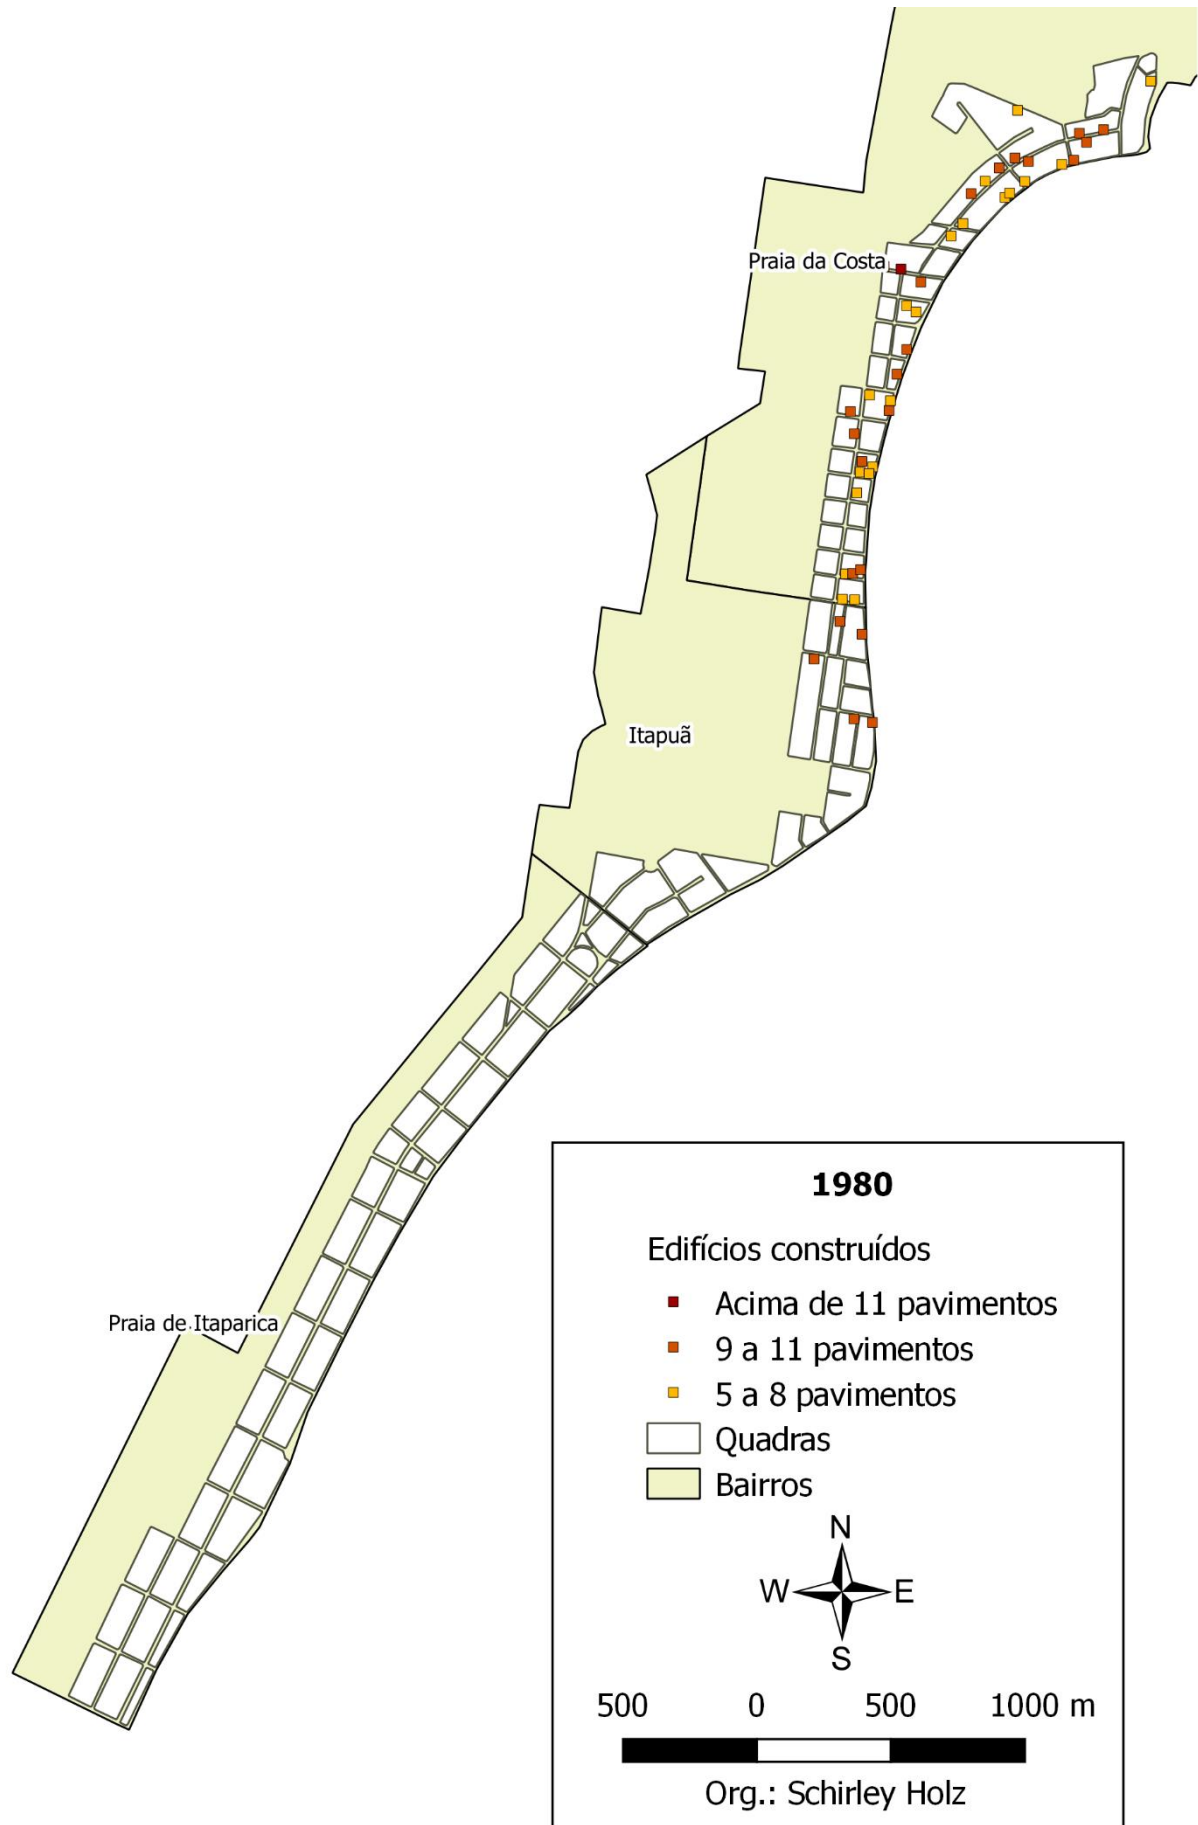 Praia da Costa
Itapuã
Praia de Itaparica
1980
Edifícios construídos
Acima de 11 pavimentos
9 a 11 pavimentos
5 a 8 pavimentos
Quadras
Bairros
N
W E
S
500 0 500 1000 m
Org.: Schirley Holz